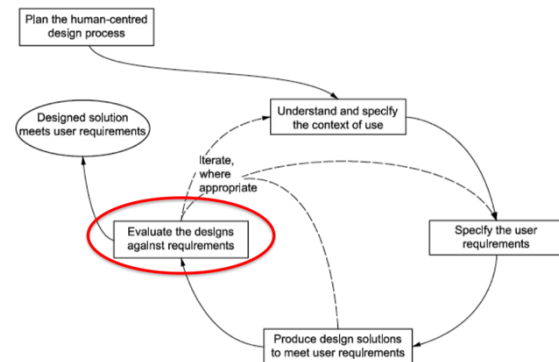 Plan the human-centred
design process
Designed solution
meets user requirements
Understand and specify
the context of use
Iterate,
where
appropriate
Evaluate the designs
against requirements
Specify the user
requirements
Produce design solutions
to meet user requirements